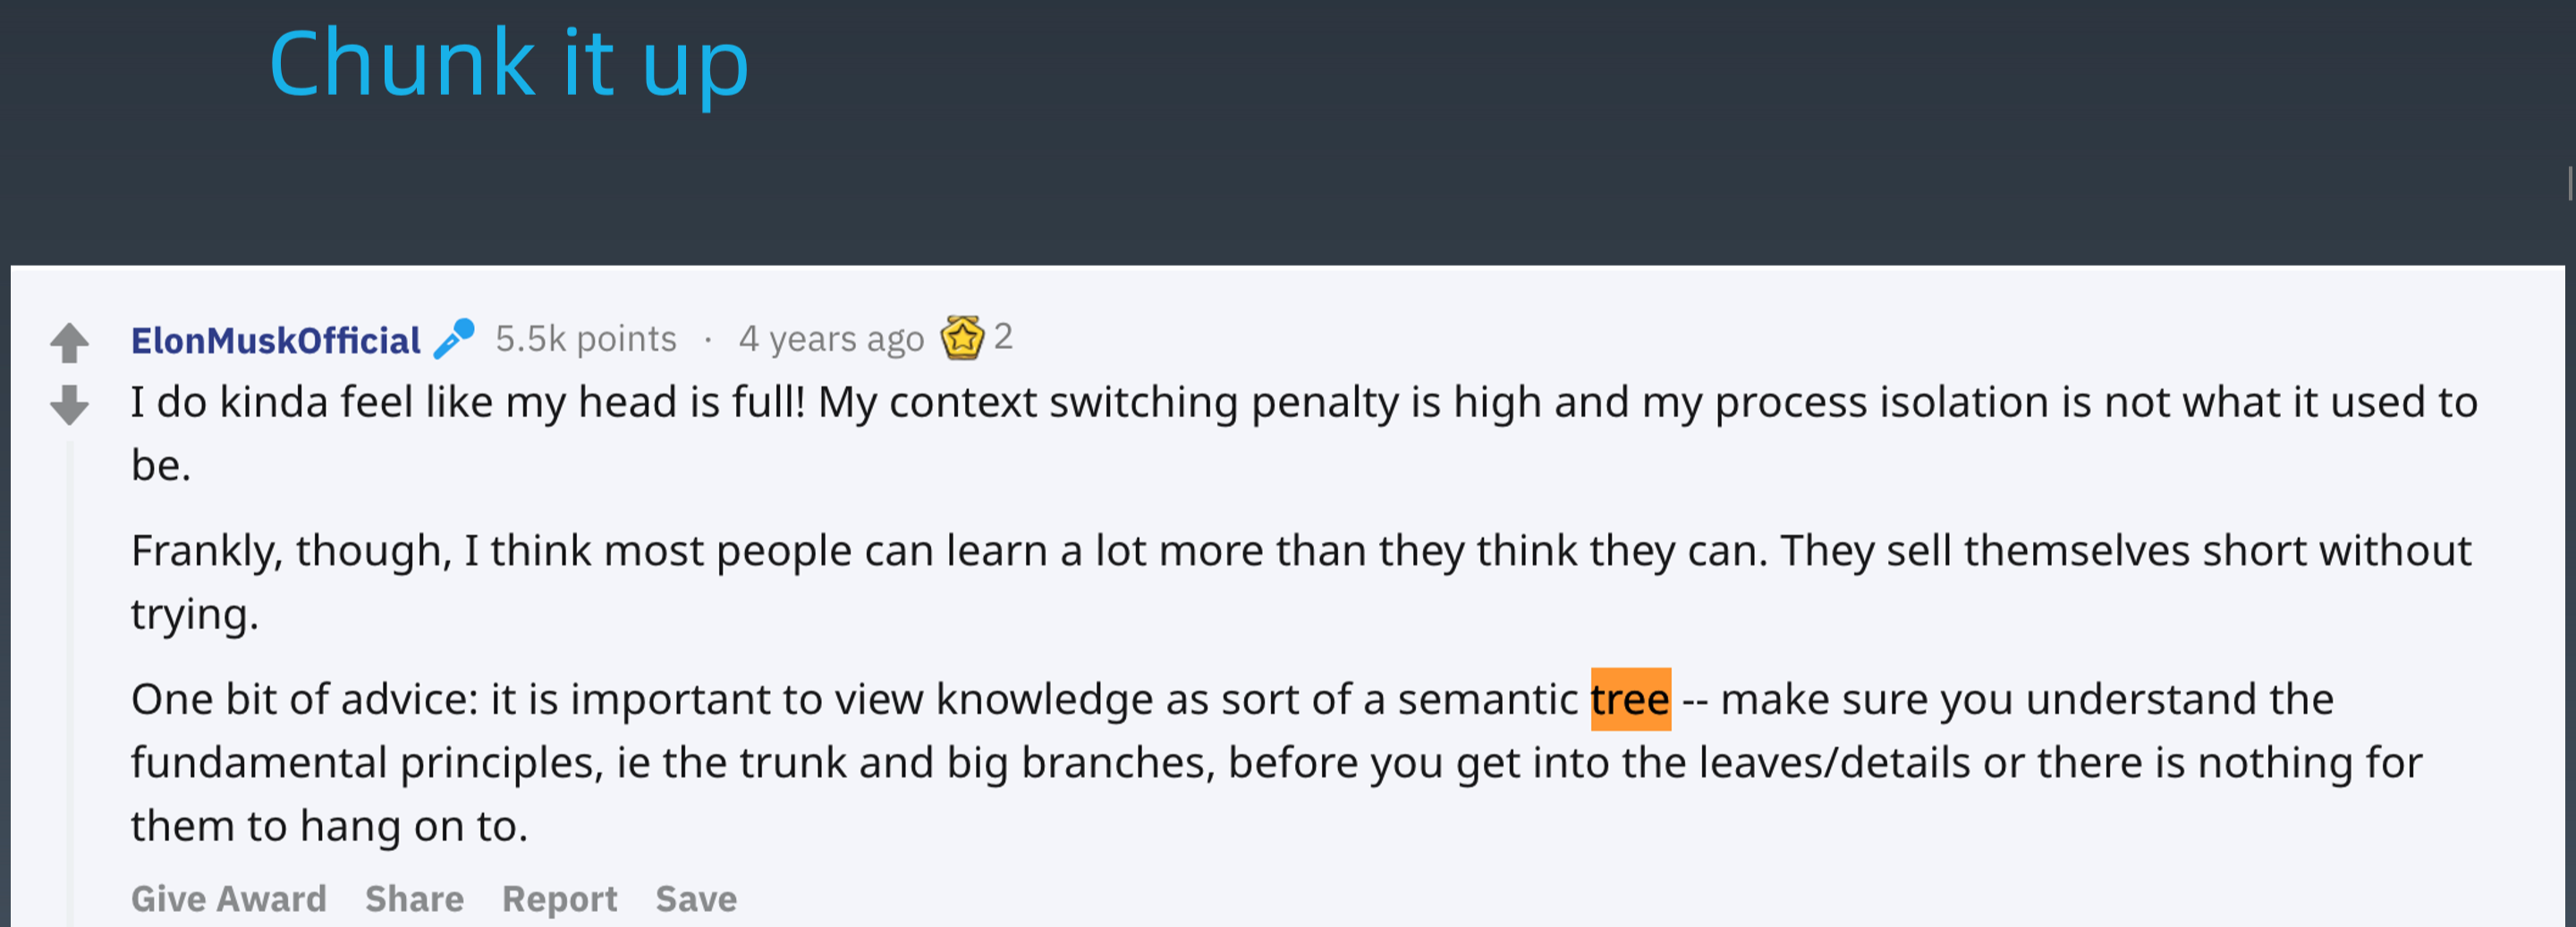 Chunk it up
ElonMuskOfficial 5.5k points · 4 years ago 2
I do kinda feel like my head is full! My context switching penalty is high and my process isolation is not what it used to
be.
Frankly, though, I think most people can learn a lot more than they think they can. They sell themselves short without
trying.
One bit of advice: it is important to view knowledge as sort of a semantic tree -- make sure you understand the
fundamental principles, ie the trunk and big branches, before you get into the leaves/details or there is nothing for
them to hang on to.
Give Award Share Report Save